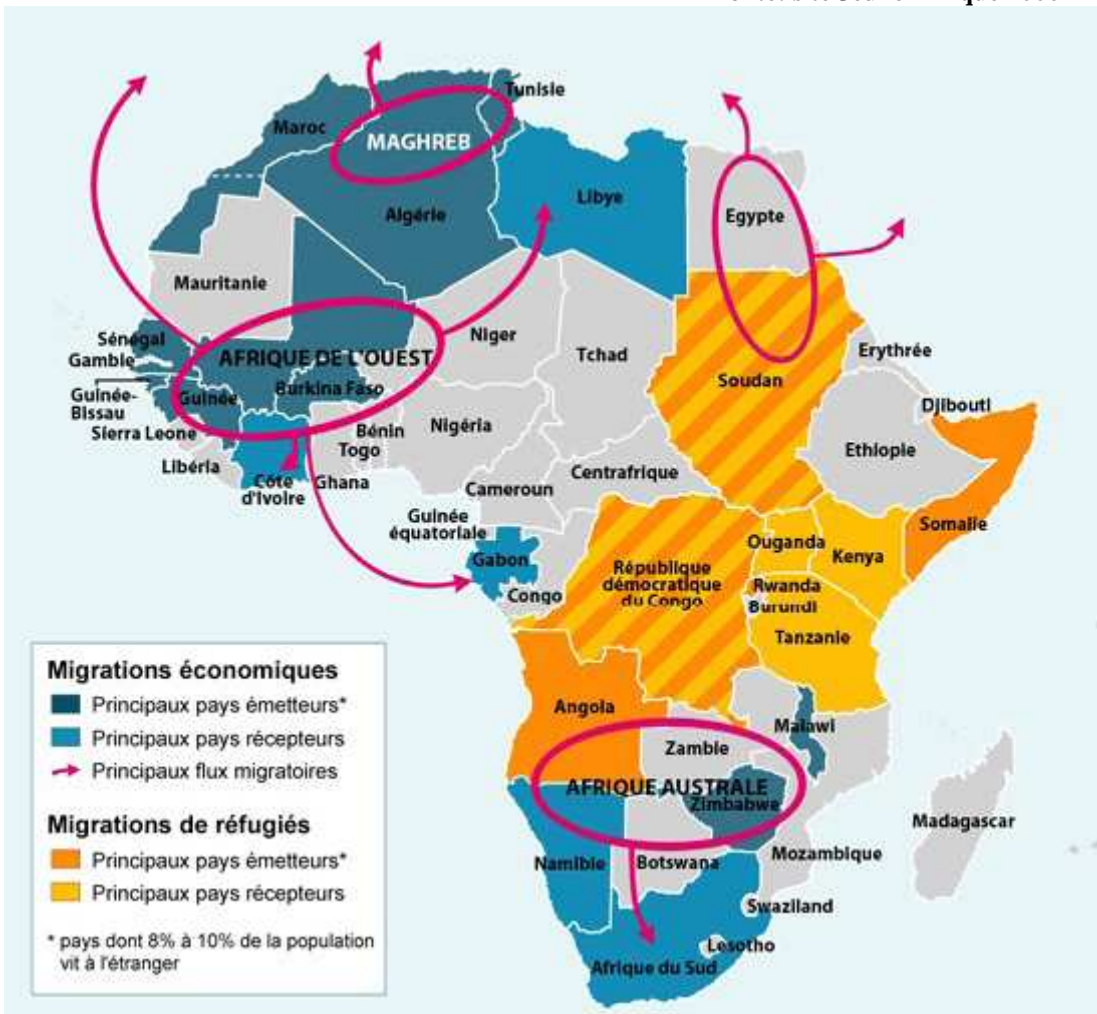 Maroc
Tunisie
MAGHREB
Algérie
Libye
Egypte
Mauritanie
Sénégal
Gambie
Guinée-
Bissau
Guinée
AFRIQUE DE L'OUEST
Burkina Faso
Niger
Tchad
Soudan
Erythrée
Djibouti
Sierra Leone
Libéria
Côte
d'Ivoire
Ghana
Togo
Bénin
Nigéria
Cameroun
Centrafrique
Ethiopie
Somalie
Guinée
équatoriale
Gabon
Congo
République
démocratique
du Congo
Ouganda
Kenya
Rwanda
Burundi
Tanzanie
Angola
Zambie
Malawi
AFRIQUE AUSTRALE
Zimbabwe
Namibie
Botswana
Mozambique
Madagascar
Swaziland
Lesotho
Afrique du Sud
Migrations économiques
Principaux pays émetteurs*
Principaux pays récepteurs
Principaux flux migratoires
Migrations de réfugiés
Principaux pays émetteurs*
Principaux pays récepteurs
* pays dont 8% à 10% de la population
vit à l'étranger